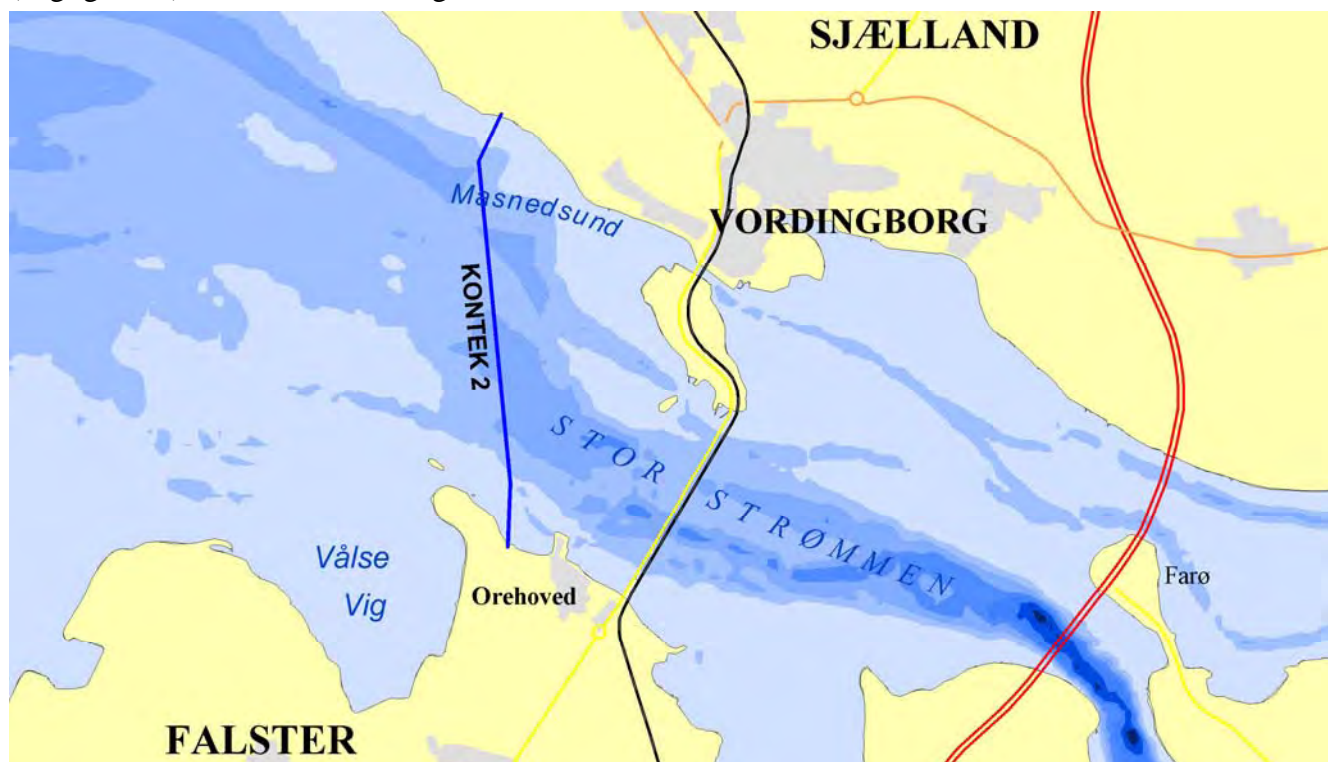 SJÆLLAND
Masnedsund
VORDINGBORG
KONTEK 2
STOR STRØMMEN
Vålse
Vig
Orehoved
Farø
FALSTER